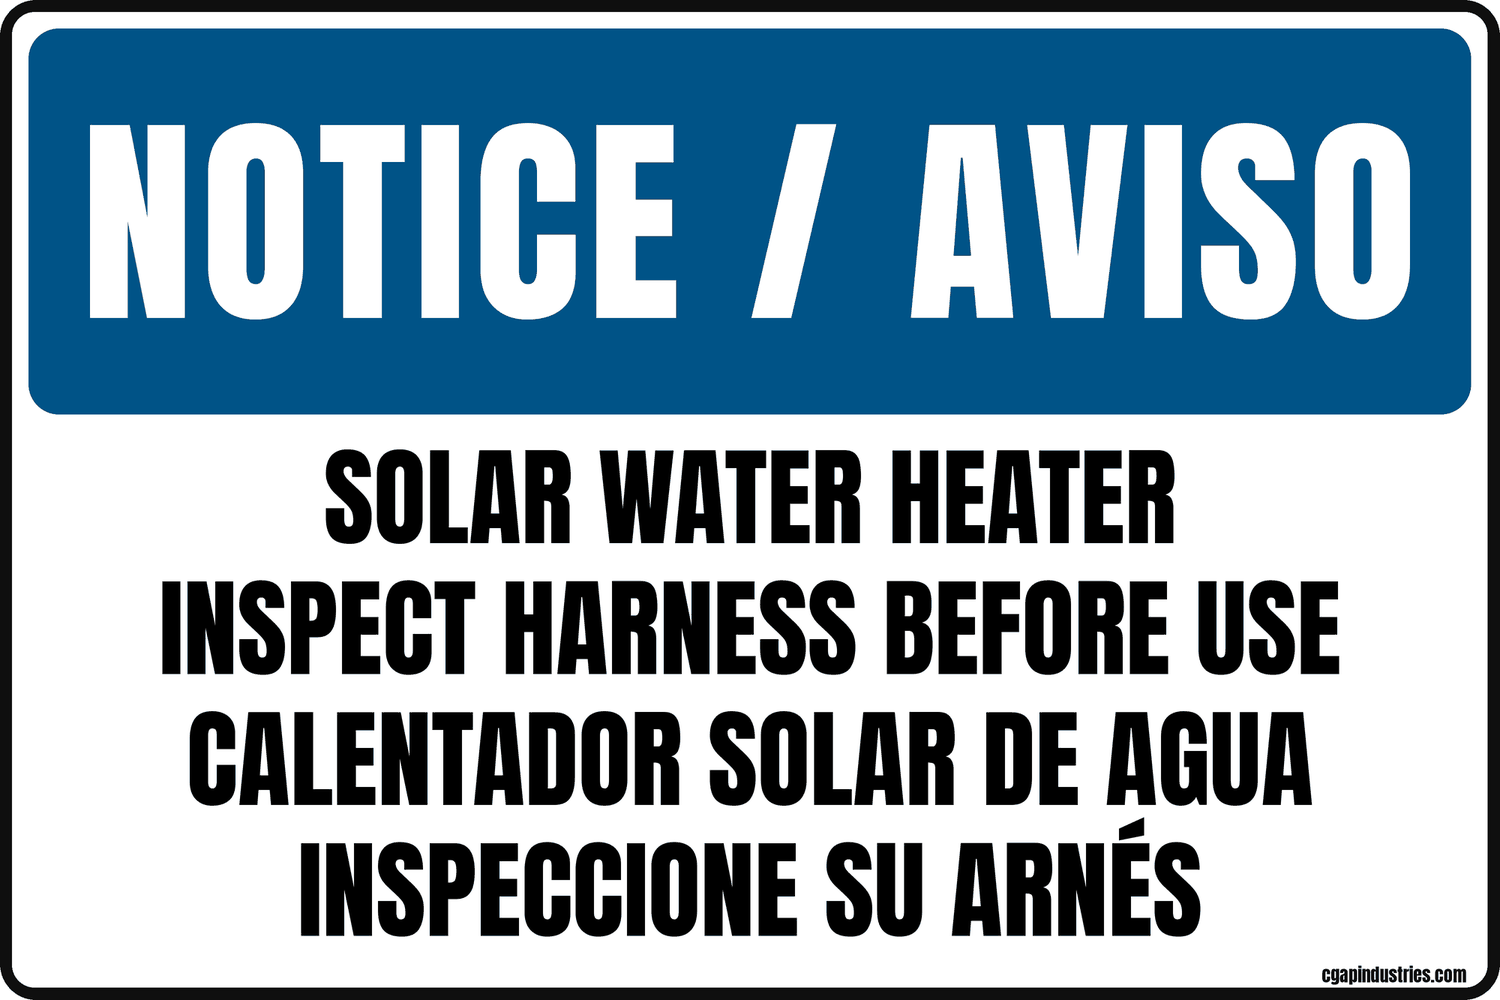 NOTICE / AVISO
SOLAR WATER HEATER
INSPECT HARNESS BEFORE USE
CALENTADOR SOLAR DE AGUA
INSPECCIONE SU ARNÉS
cgapindustries.com